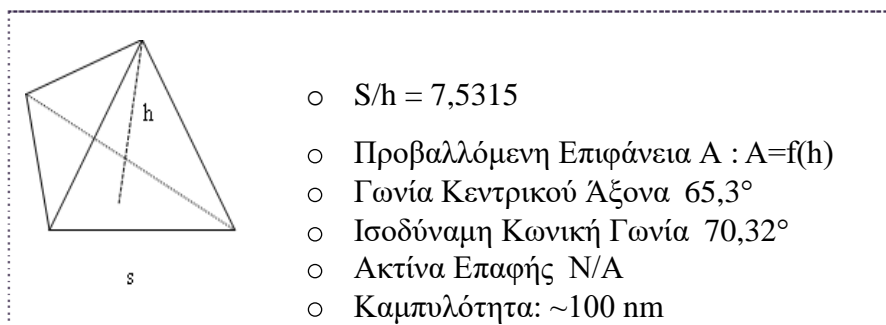 h
s
○ S/h = 7,5315
○ Προβαλλόμενη Επιφάνεια Α : A=f(h)
○ Γωνία Κεντρικού Άξονα 65,3°
○ Ισοδύναμη Κωνική Γωνία 70,32°
○ Ακτίνα Επαφής N/A
○ Καμπυλότητα: ~100 nm